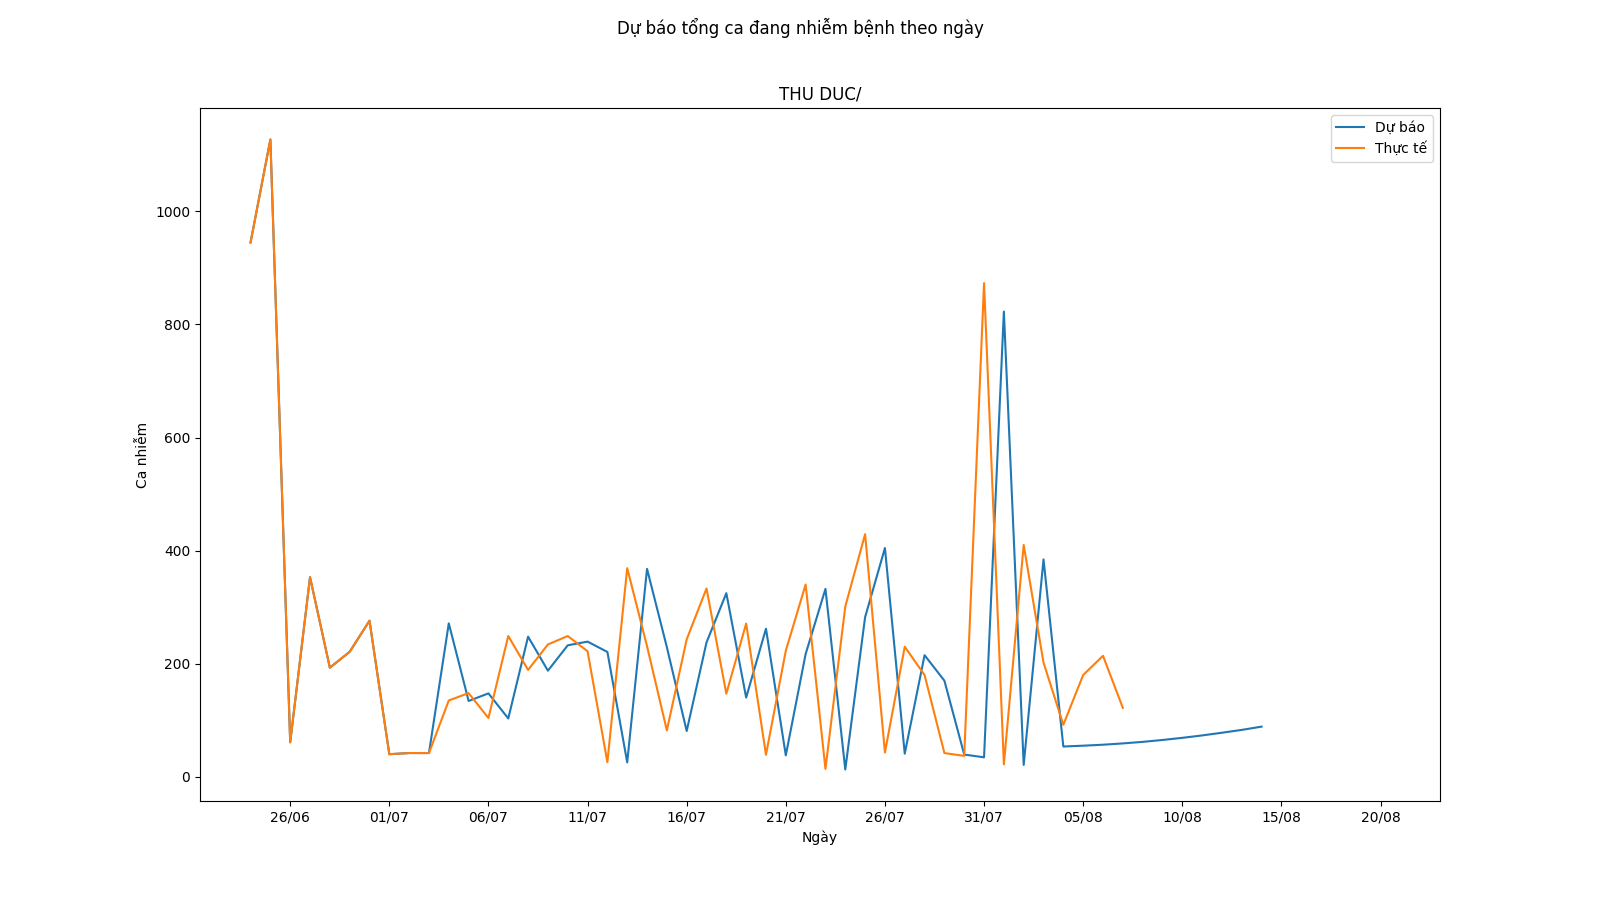 Dự báo tổng ca đang nhiễm bệnh theo ngày
THU DUC/
Dự báo
Thực tế
1000
800
600
400
200
0
Ca nhiễm
26/06 01/07 06/07 11/07 16/07 21/07 26/07 31/07 05/08 10/08 15/08 20/08
Ngày